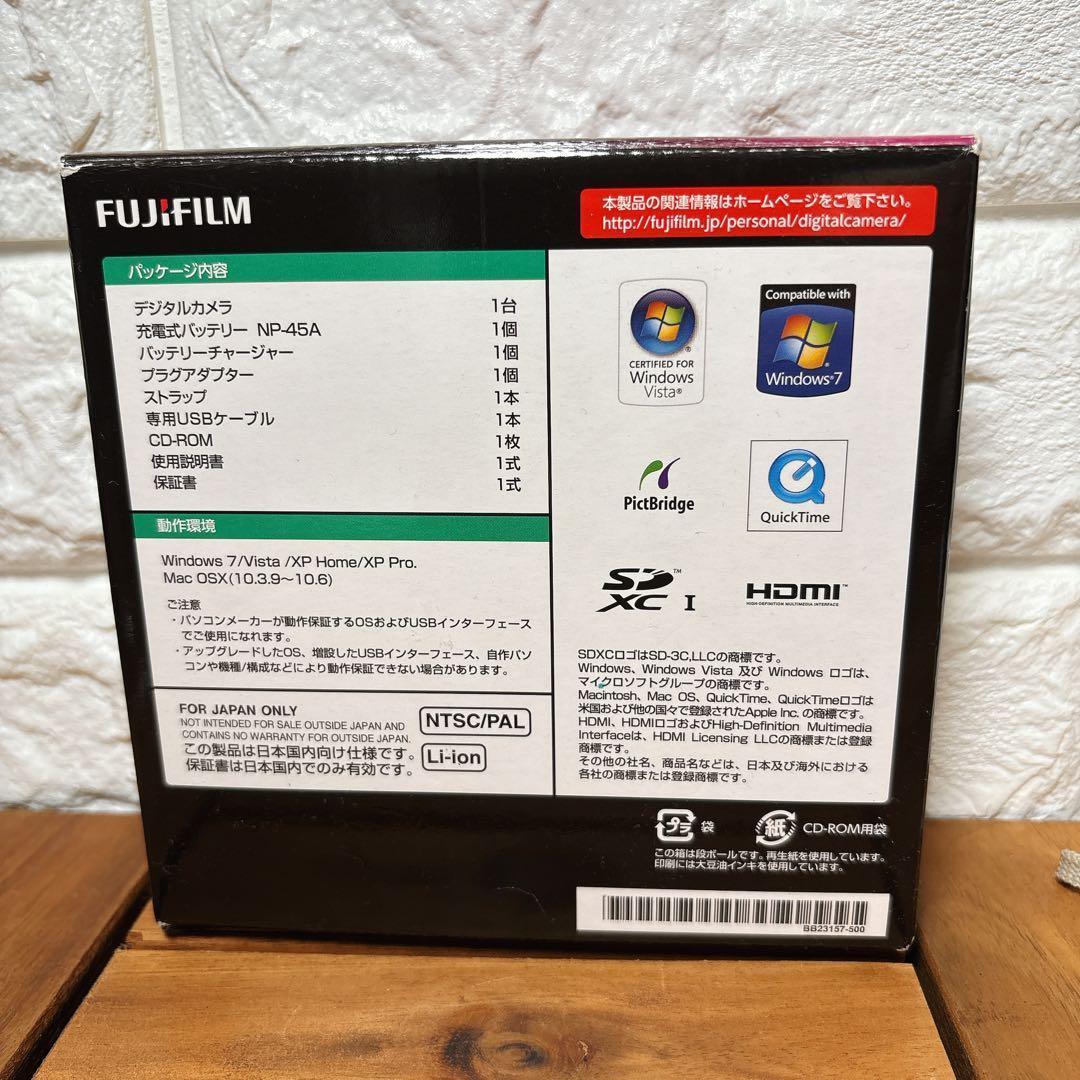 FUJIFILM
本製品の関連情報はホームページをご覧下さい。
http://fujifilm.jp/personal/digitalcamera/
パッケージ内容
デジタルカメラ 1台
充電式バッテリー NP-45A 1個
バッテリーチャージャー 1個
プラグアダプター 1個
ストラップ 1本
専用USBケーブル 1本
CD-ROM 1枚
使用説明書 1式
保証書 1式
動作環境
Windows 7/Vista /XP Home/XP Pro.
Mac OSX(10.3.9～10.6)
ご注意
・パソコンメーカーが動作保証するOSおよびUSBインターフェース
でご使用になれます。
・アップグレードしたOS、増設したUSBインターフェース、自作パソ
コンや機種/構成などにより動作保証できない場合があります。
FOR JAPAN ONLY
NOT INTENDED FOR SALE OUTSIDE JAPAN AND
CONTAINS NO WARRANTY FOR OUTSIDE JAPAN.
この製品は日本国内向け仕様です。
保証書は日本国内でのみ有効です。
NTSC/PAL
Li-ion
CERTIFIED FOR
Windows
Vista®
Compatible with
Windows®7
PictBridge
QuickTime
SD™
XC I
HDMI™
HIGH-DEFINITION MULTIMEDIA INTERFACE
SDXCロゴはSD-3C,LLCの商標です。
Windows、Windows Vista 及び Windows ロゴは、
マイクロソフトグループの商標です。
Macintosh、Mac OS、QuickTime、QuickTimeロゴは
米国および他の国々で登録されたApple Inc. の商標です。
HDMI、HDMIロゴおよびHigh-Definition Multimedia
Interfaceは、HDMI Licensing LLCの商標または登録
商標です。
その他の社名、商品名などは、日本及び海外における
各社の商標または登録商標です。
プラ 袋
紙 CD-ROM用袋
この箱は段ボールです。再生紙を使用しています。
印刷には大豆油インキを使用しています。
BB23157-500